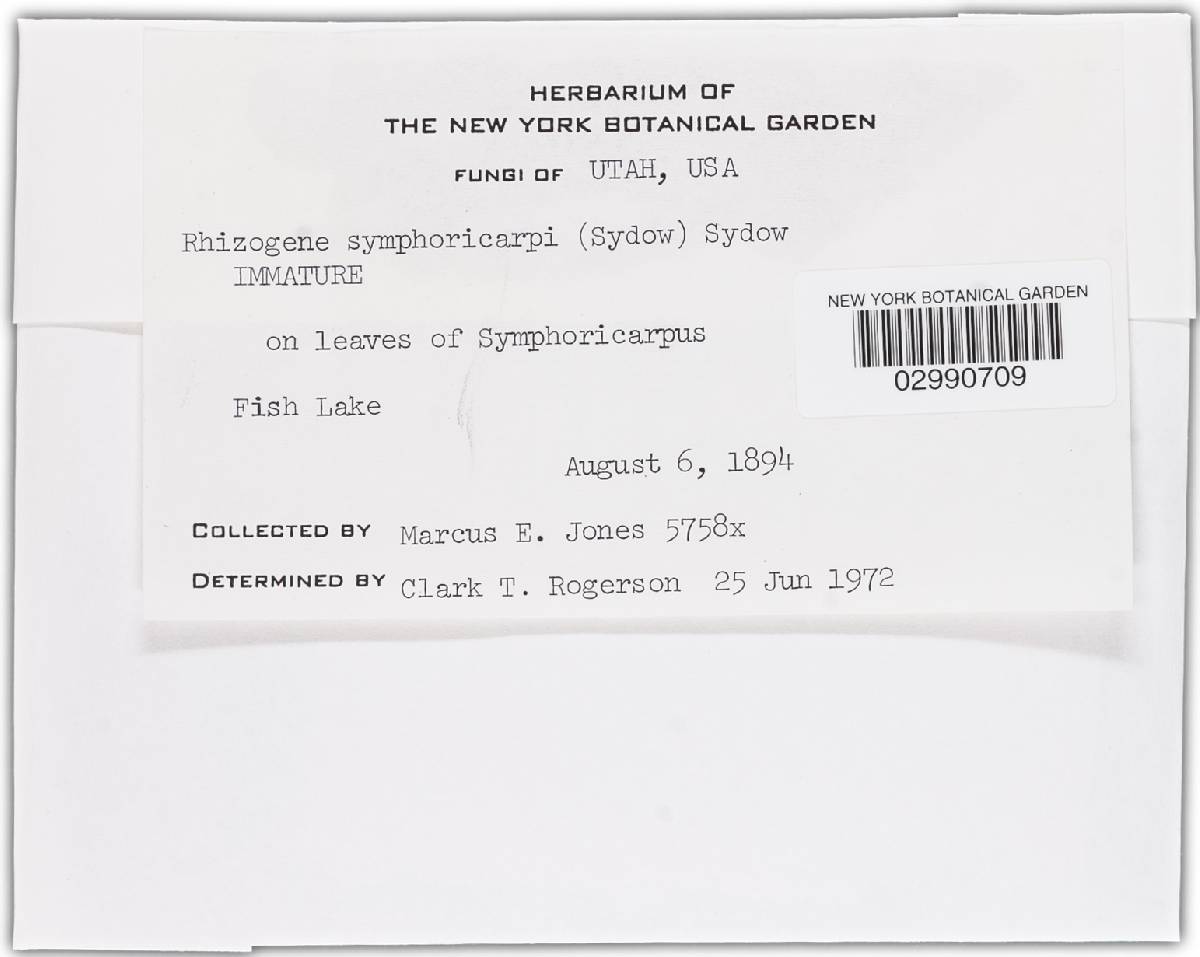 HERBARIUM OF
THE NEW YORK BOTANICAL GARDEN
FUNGI OF UTAH, USA
Rhizogene symphoricarpi (Sydow) Sydow
IMMATURE
on leaves of Symphoricarpus
Fish Lake
August 6, 1894
COLLECTED BY Marcus E. Jones 5758x
DETERMINED BY Clark T. Rogerson 25 Jun 1972
NEW YORK BOTANICAL GARDEN
02990709